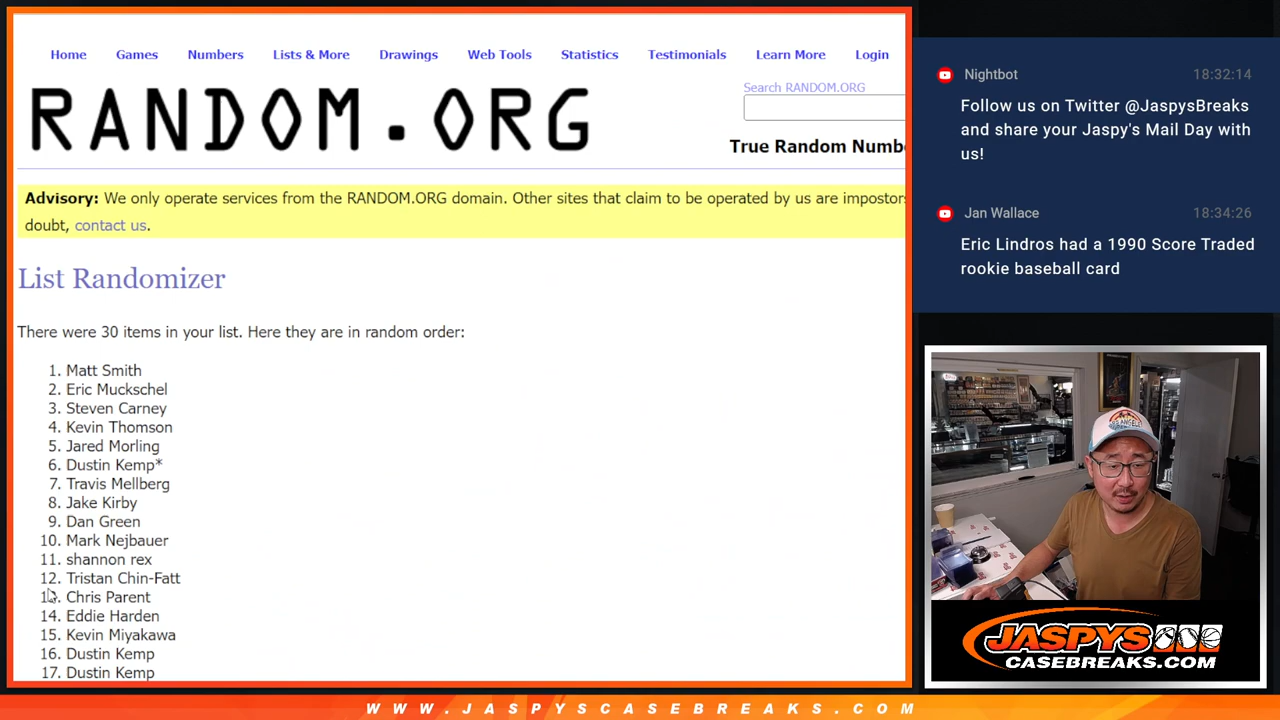 Home Games Numbers Lists & More Drawings Web Tools Statistics Testimonials Learn More Login
RANDOM.ORG
Search RANDOM.ORG
True Random Numbe
Advisory: We only operate services from the RANDOM.ORG domain. Other sites that claim to be operated by us are impostors
doubt, contact us.
List Randomizer
There were 30 items in your list. Here they are in random order:
1. Matt Smith
2. Eric Muckschel
3. Steven Carney
4. Kevin Thomson
5. Jared Morling
6. Dustin Kemp*
7. Travis Mellberg
8. Jake Kirby
9. Dan Green
10. Mark Nejbauer
11. shannon rex
12. Tristan Chin-Fatt
13. Chris Parent
14. Eddie Harden
15. Kevin Miyakawa
16. Dustin Kemp
17. Dustin Kemp
Nightbot 18:32:14
Follow us on Twitter @JaspysBreaks
and share your Jaspy's Mail Day with
us!
Jan Wallace 18:34:26
Eric Lindros had a 1990 Score Traded
rookie baseball card
JASPYS
CASEBREAKS.COM
WWW.JASPYSCASEBREAKS.COM